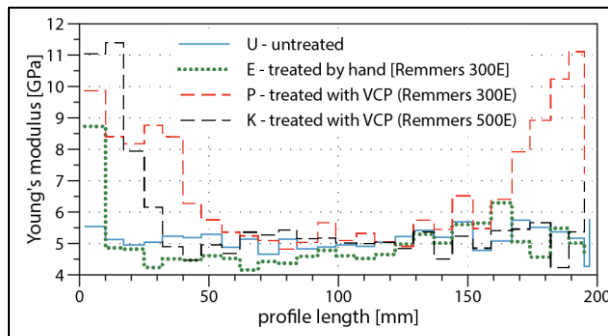 12
11
10
9
8
7
6
5
4
Young's modulus [GPa]
U - untreated
E - treated by hand [Remmers 300E]
P - treated with VCP (Remmers 300E)
K - treated with VCP (Remmers 500E)
0 50 100 150 200
profile length [mm]